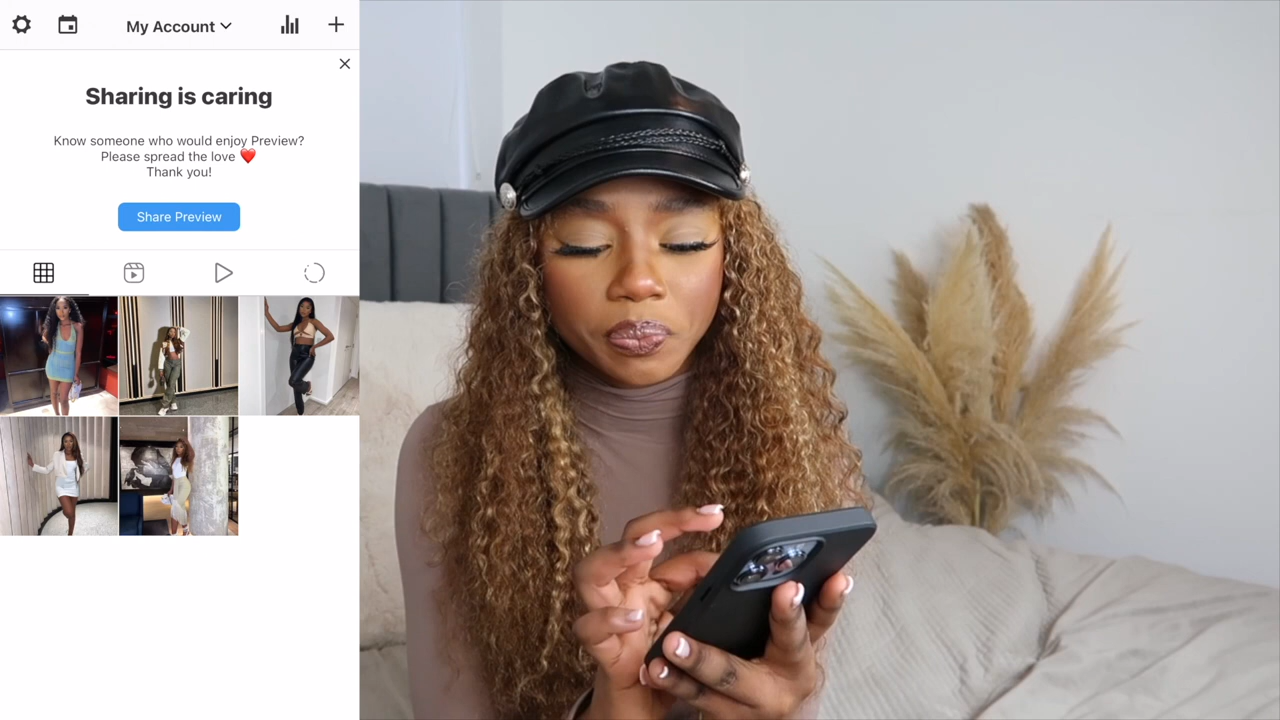 My Account
Sharing is caring
Know someone who would enjoy Preview?
Please spread the love ❤️
Thank you!
Share Preview